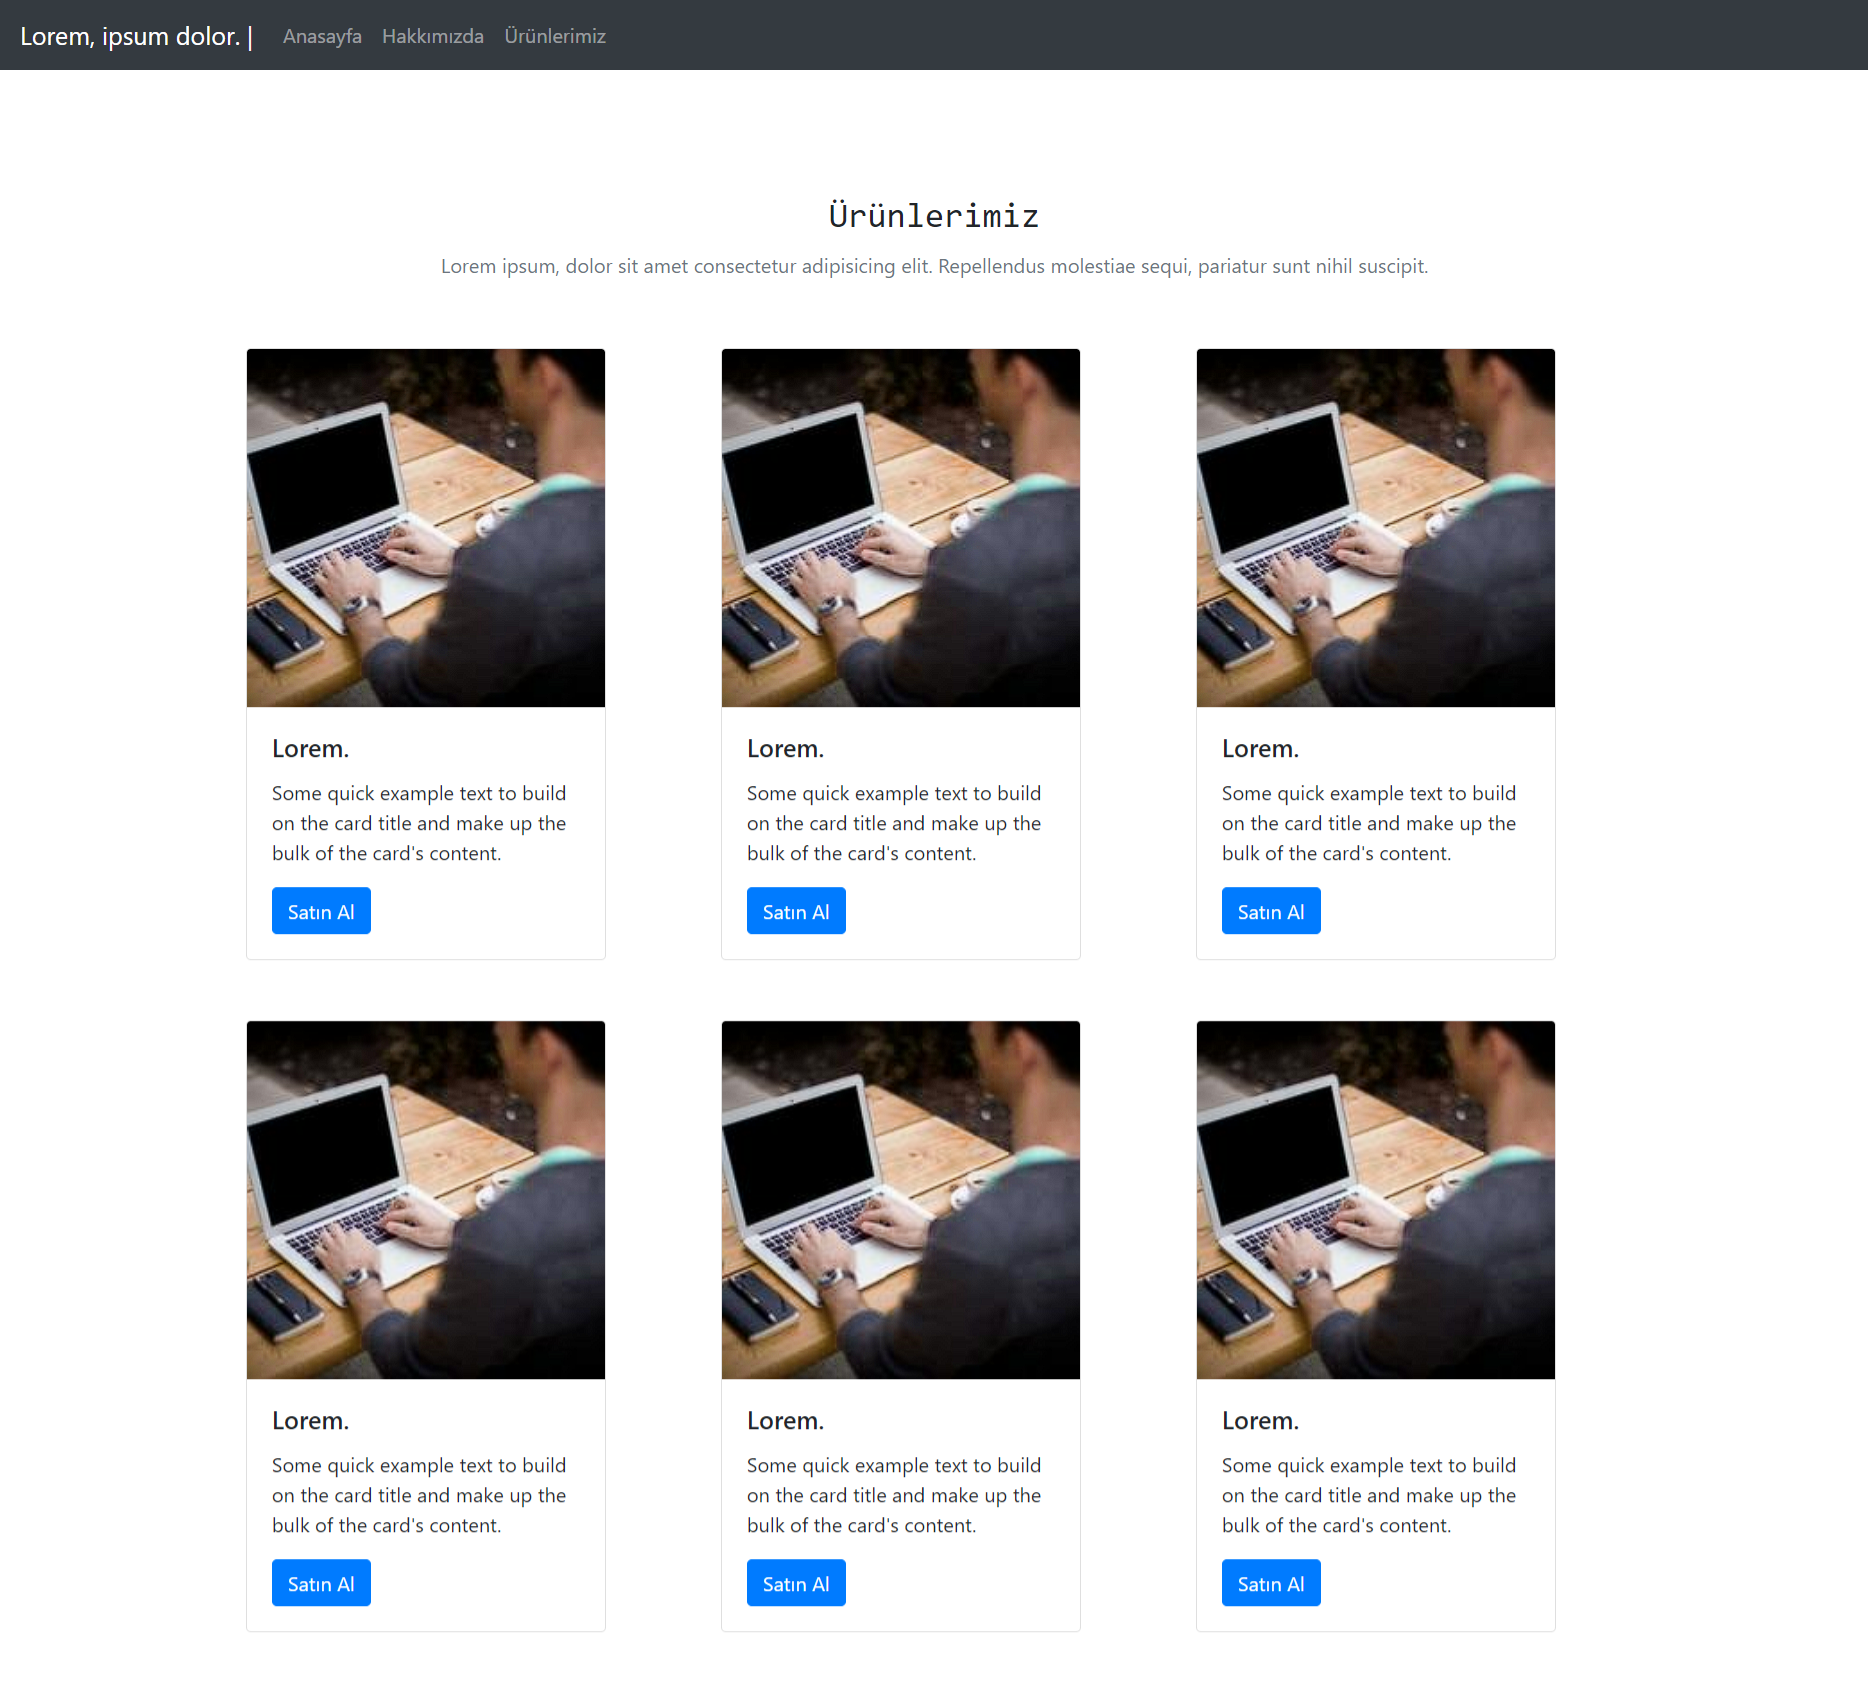 Lorem, ipsum dolor. | Anasayfa Hakkımızda Ürünlerimiz
Ürünlerimiz
Lorem ipsum, dolor sit amet consectetur adipisicing elit. Repellendus molestiae sequi, pariatur sunt nihil suscipit.
Lorem.
Some quick example text to build
on the card title and make up the
bulk of the card's content.
Satın Al
Lorem.
Some quick example text to build
on the card title and make up the
bulk of the card's content.
Satın Al
Lorem.
Some quick example text to build
on the card title and make up the
bulk of the card's content.
Satın Al
Lorem.
Some quick example text to build
on the card title and make up the
bulk of the card's content.
Satın Al
Lorem.
Some quick example text to build
on the card title and make up the
bulk of the card's content.
Satın Al
Lorem.
Some quick example text to build
on the card title and make up the
bulk of the card's content.
Satın Al